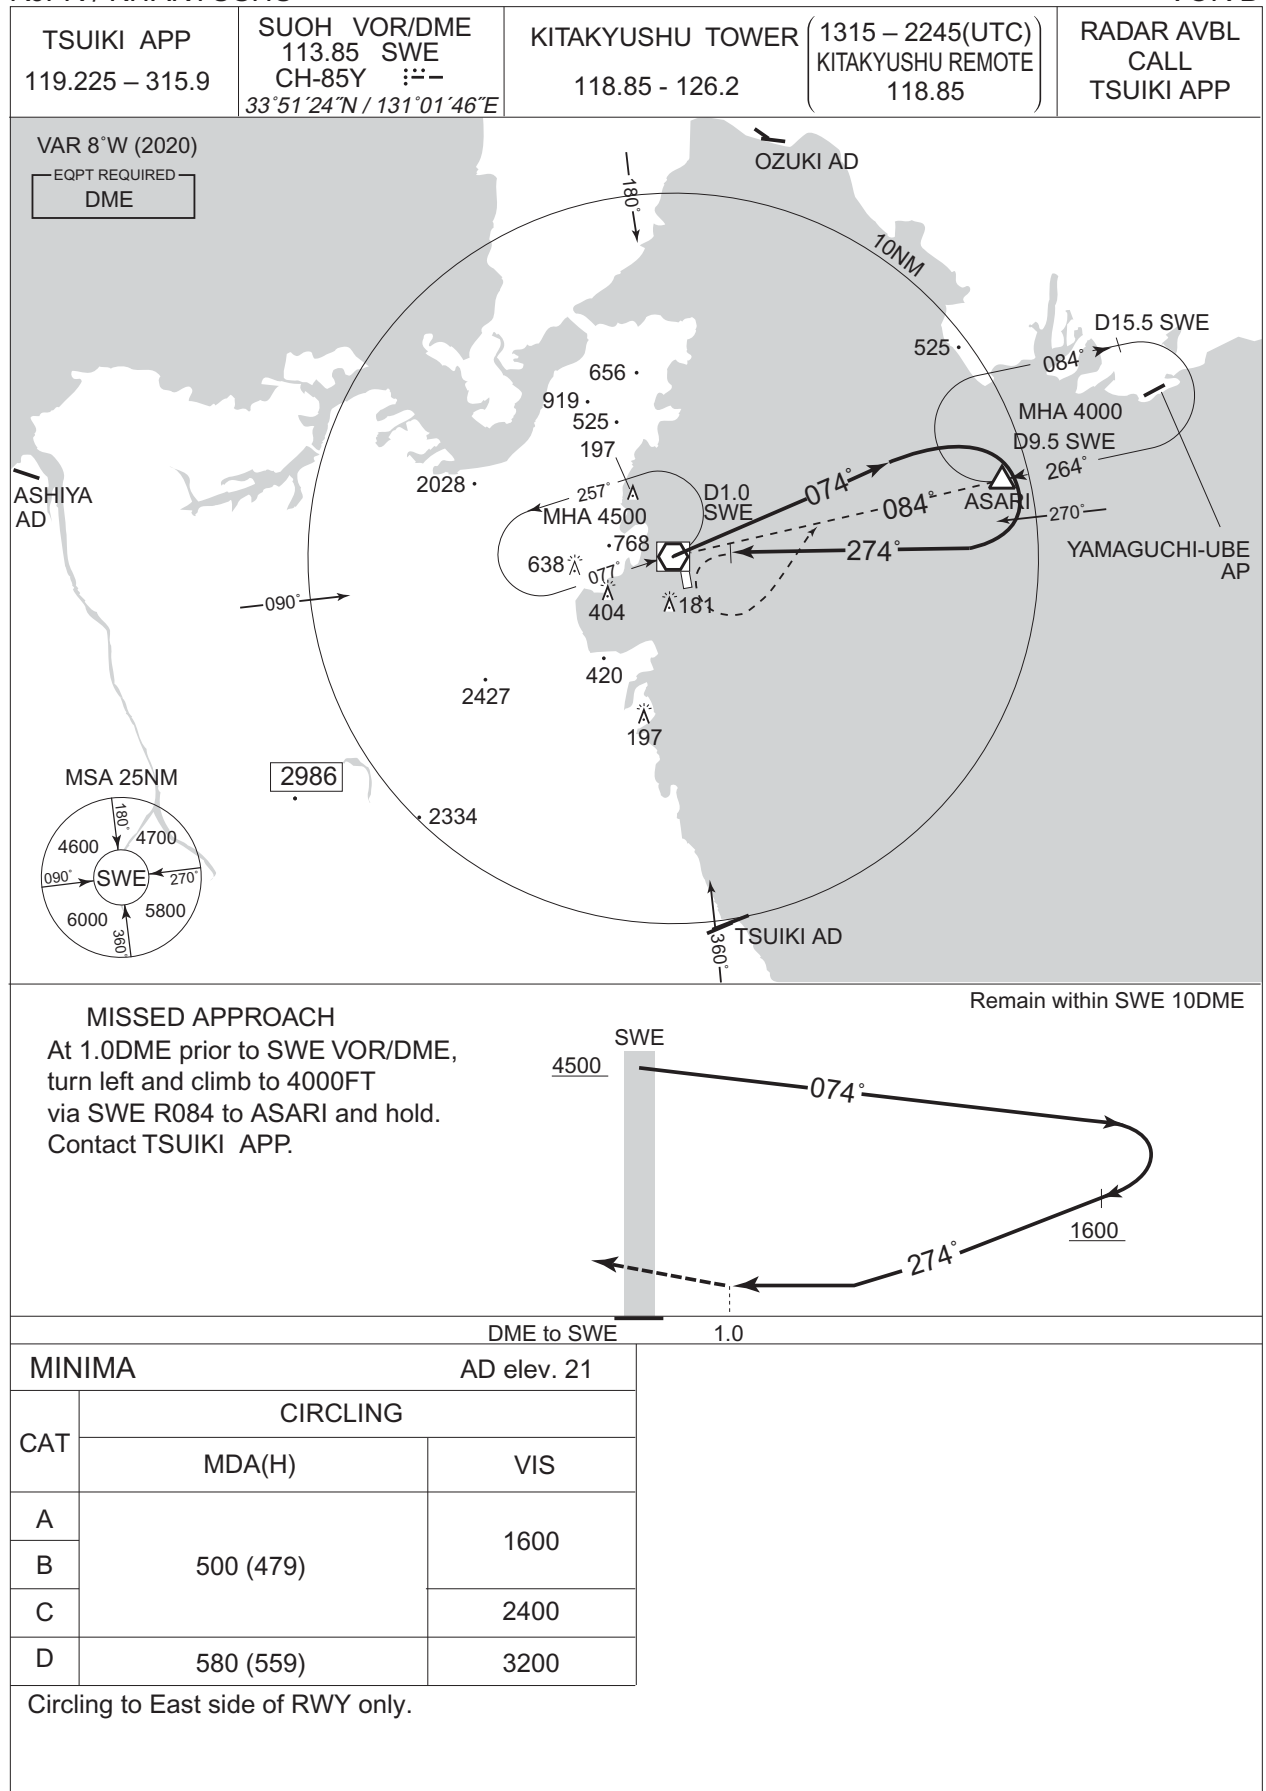 TSUIKI APP
119.225 – 315.9
SUOH VOR/DME
113.85 SWE
CH-85Y
33°51´24˝N / 131°01´46˝E
KITAKYUSHU TOWER
118.85 - 126.2
1315 – 2245(UTC)
KITAKYUSHU REMOTE
118.85
RADAR AVBL
CALL
TSUIKI APP
VAR 8°W (2020)
EQPT REQUIRED
DME
180°
OZUKI AD
10NM
D15.5 SWE
525
084°
656
919
525
197
MHA 4000
D9.5 SWE
264°
ASHIYA
AD
2028
257°
MHA 4500
D1.0
SWE
074°
084°
ASARI
270°
768
638
077°
274°
YAMAGUCHI-UBE
AP
090°
404
181
420
2427
197
MSA 25NM
2986
2334
180°
4600
4700
090°
SWE
270°
6000
5800
360°
TSUIKI AD
360°
Remain within SWE 10DME
MISSED APPROACH
At 1.0DME prior to SWE VOR/DME,
turn left and climb to 4000FT
via SWE R084 to ASARI and hold.
Contact TSUIKI APP.
SWE
4500
074°
1600
274°
DME to SWE 1.0
MINIMA AD elev. 21
CAT
CIRCLING
MDA(H) VIS
A
B
500 (479)
1600
C
2400
D 580 (559) 3200
Circling to East side of RWY only.